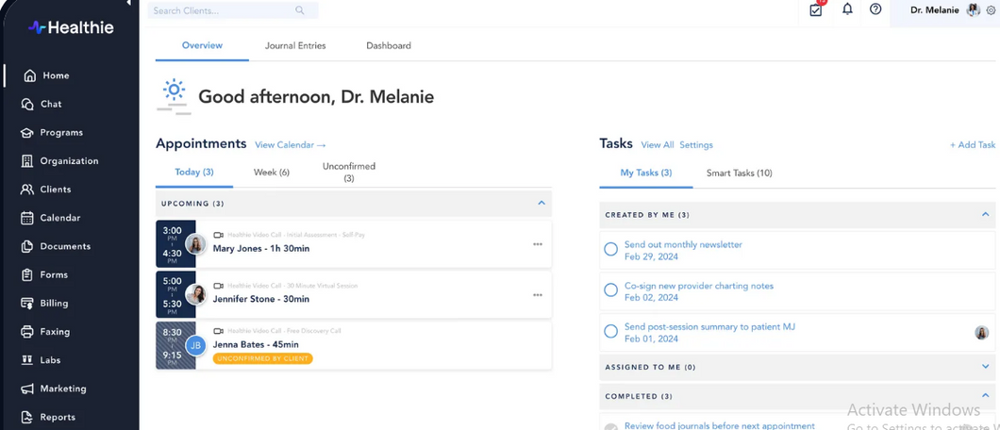 Healthie
Search Clients...
Dr. Melanie
Home
Chat
Programs
Organization
Clients
Calendar
Documents
Forms
Billing
Faxing
Labs
Marketing
Reports
Overview Journal Entries Dashboard
Good afternoon, Dr. Melanie
Appointments View Calendar →
Today (3) Week (6) Unconfirmed
(3)
UPCOMING (3)
3:00
PM
4:30
PM
Healthie Video Call - Initial Assessment - Self-Pay
Mary Jones - 1h 30min
5:00
PM
5:30
PM
Healthie Video Call - 30 Minute Virtual Session
Jennifer Stone - 30min
8:30
PM
9:15
PM
JB
Healthie Video Call - Free Discovery Call
Jenna Bates - 45min
UNCONFIRMED BY CLIENT
Tasks View All Settings + Add Task
My Tasks (3) Smart Tasks (10)
CREATED BY ME (3)
Send out monthly newsletter
Feb 29, 2024
Co-sign new provider charting notes
Feb 02, 2024
Send post-session summary to patient MJ
Feb 01, 2024
ASSIGNED TO ME (0)
COMPLETED (3)
Review food journals before next appointment
Activate Windows
Go to Settings to activate W